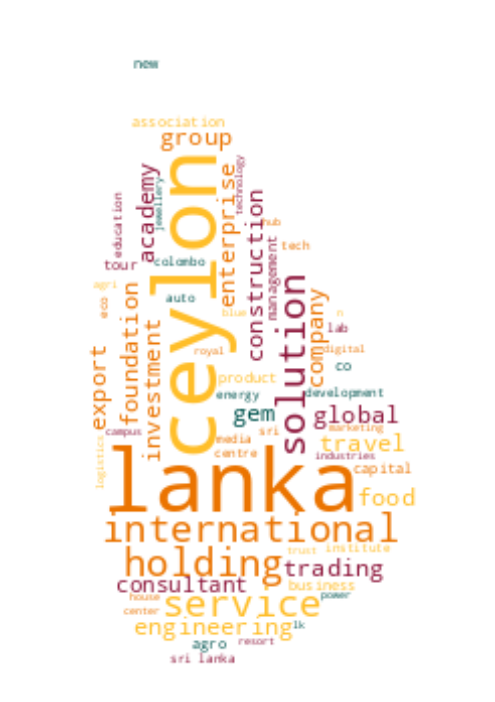 new
association
group
ceylon
academy
jewellery
enterprise
technology
education
construction
hub
management
tech
tour
colombo
solution
agri
eco
auto
foundation
investment
blue
company
n
lab
export
royal
digital
product
co
energy
development
gem
global
campus
media
sri
marketing
logistics
travel
centre
industries
lanka
capital
food
international
holding
trust
institute
trading
consultant
business
house
service
power
center
engineering
lk
agro
resort
sri lanka